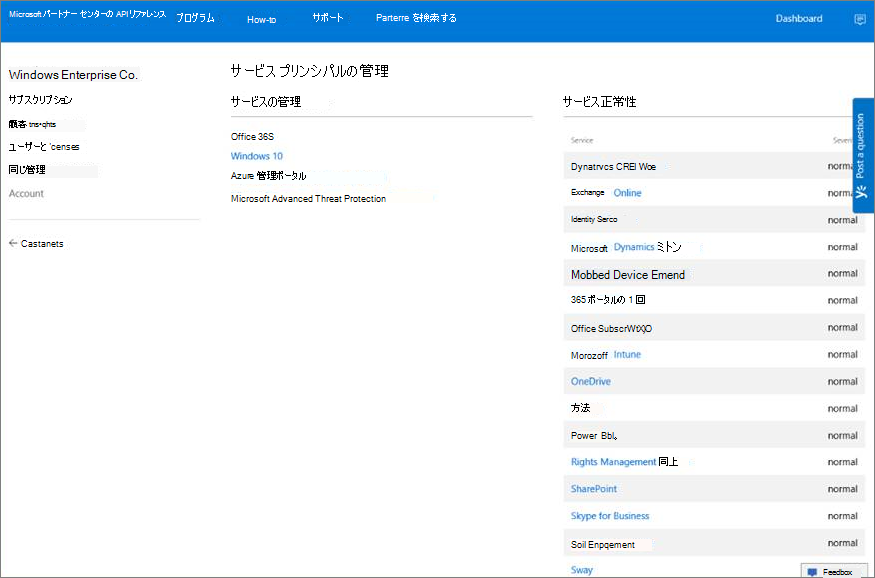 Microsoft パートナー センターの API リファレンス
プログラム
How-to
サポート
Parterre を検索する
Dashboard
Windows Enterprise Co.
サブスクリプション
顧客 tns•qhts
ユーザーと 'censes
同じ管理
Account
← Castanets
サービス プリンシパルの管理
サービスの管理
Office 36S
Windows 10
Azure 管理ポータル
Microsoft Advanced Threat Protection
サービス正常性
Service Severi
Dynatrvcs CREI Woe norma
Exchange Online norma
Identity Serco normal
Microsoft Dynamics ミトン normal
Mobbed Device Emend normal
365 ポータルの 1 回 normal
Office SubscrWtXjO normal
Morozoff Intune normal
OneDrive normal
方法 normal
Power Bbl。 normal
Rights Management 同上 normal
SharePoint normal
Skype for Business normal
Soil Enpqement normal
Sway
Post a question
Feedbox